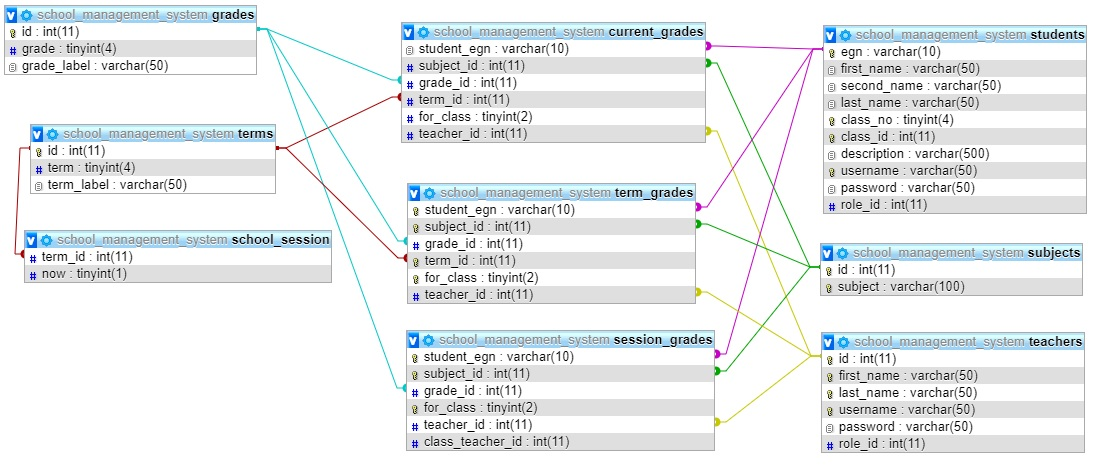 school_management_system grades
id : int(11)
grade : tinyint(4)
grade_label : varchar(50)
school_management_system terms
id : int(11)
term : tinyint(4)
term_label : varchar(50)
school_management_system school_session
term_id : int(11)
now : tinyint(1)
school_management_system current_grades
student_egn : varchar(10)
subject_id : int(11)
grade_id : int(11)
term_id : int(11)
for_class : tinyint(2)
teacher_id : int(11)
school_management_system term_grades
student_egn : varchar(10)
subject_id : int(11)
grade_id : int(11)
term_id : int(11)
for_class : tinyint(2)
teacher_id : int(11)
school_management_system session_grades
student_egn : varchar(10)
subject_id : int(11)
grade_id : int(11)
for_class : tinyint(2)
teacher_id : int(11)
class_teacher_id : int(11)
school_management_system students
egn : varchar(10)
first_name : varchar(50)
second_name : varchar(50)
last_name : varchar(50)
class_no : tinyint(4)
class_id : int(11)
description : varchar(500)
username : varchar(50)
password : varchar(50)
role_id : int(11)
school_management_system subjects
id : int(11)
subject : varchar(100)
school_management_system teachers
id : int(11)
first_name : varchar(50)
last_name : varchar(50)
username : varchar(50)
password : varchar(50)
role_id : int(11)